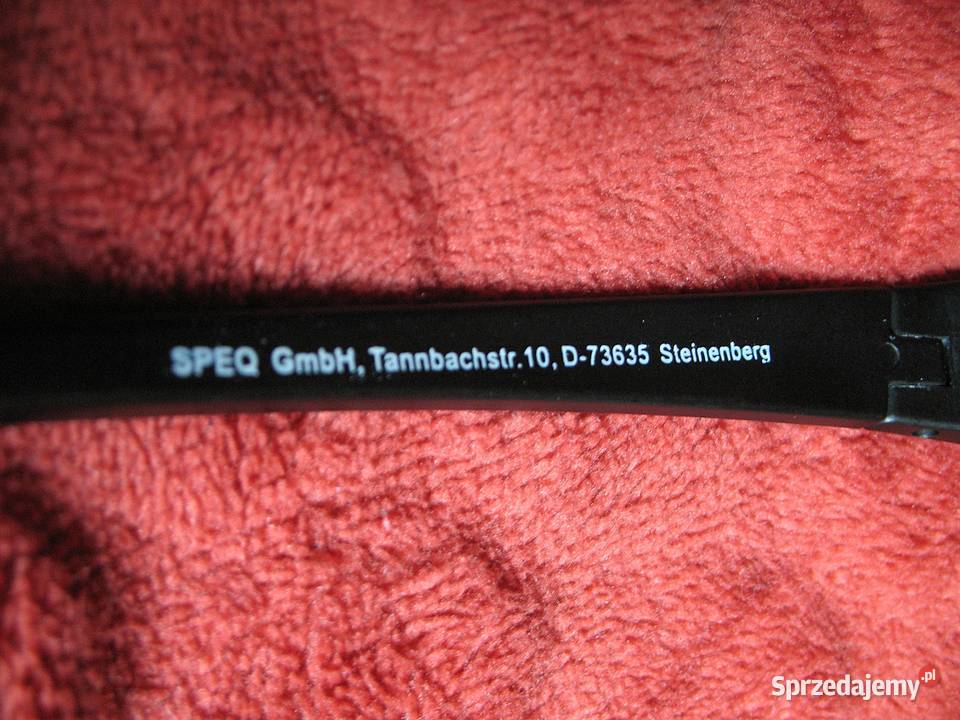 SPEQ GmbH, Tannbachstr.10, D-73635 Steinenberg
Sprzedajemy.pl